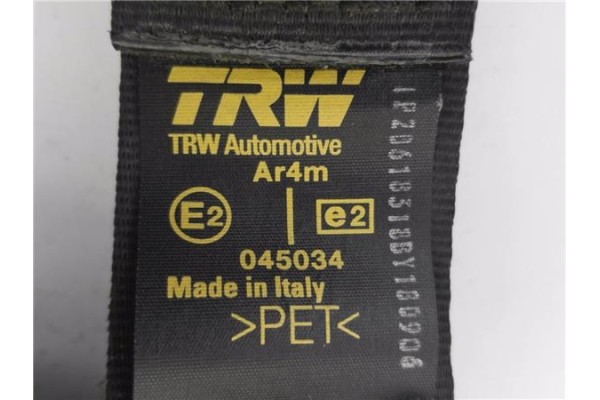 TRW
TRW Automotive
Ar4m
E2 e2
045034
Made in Italy
>PET<